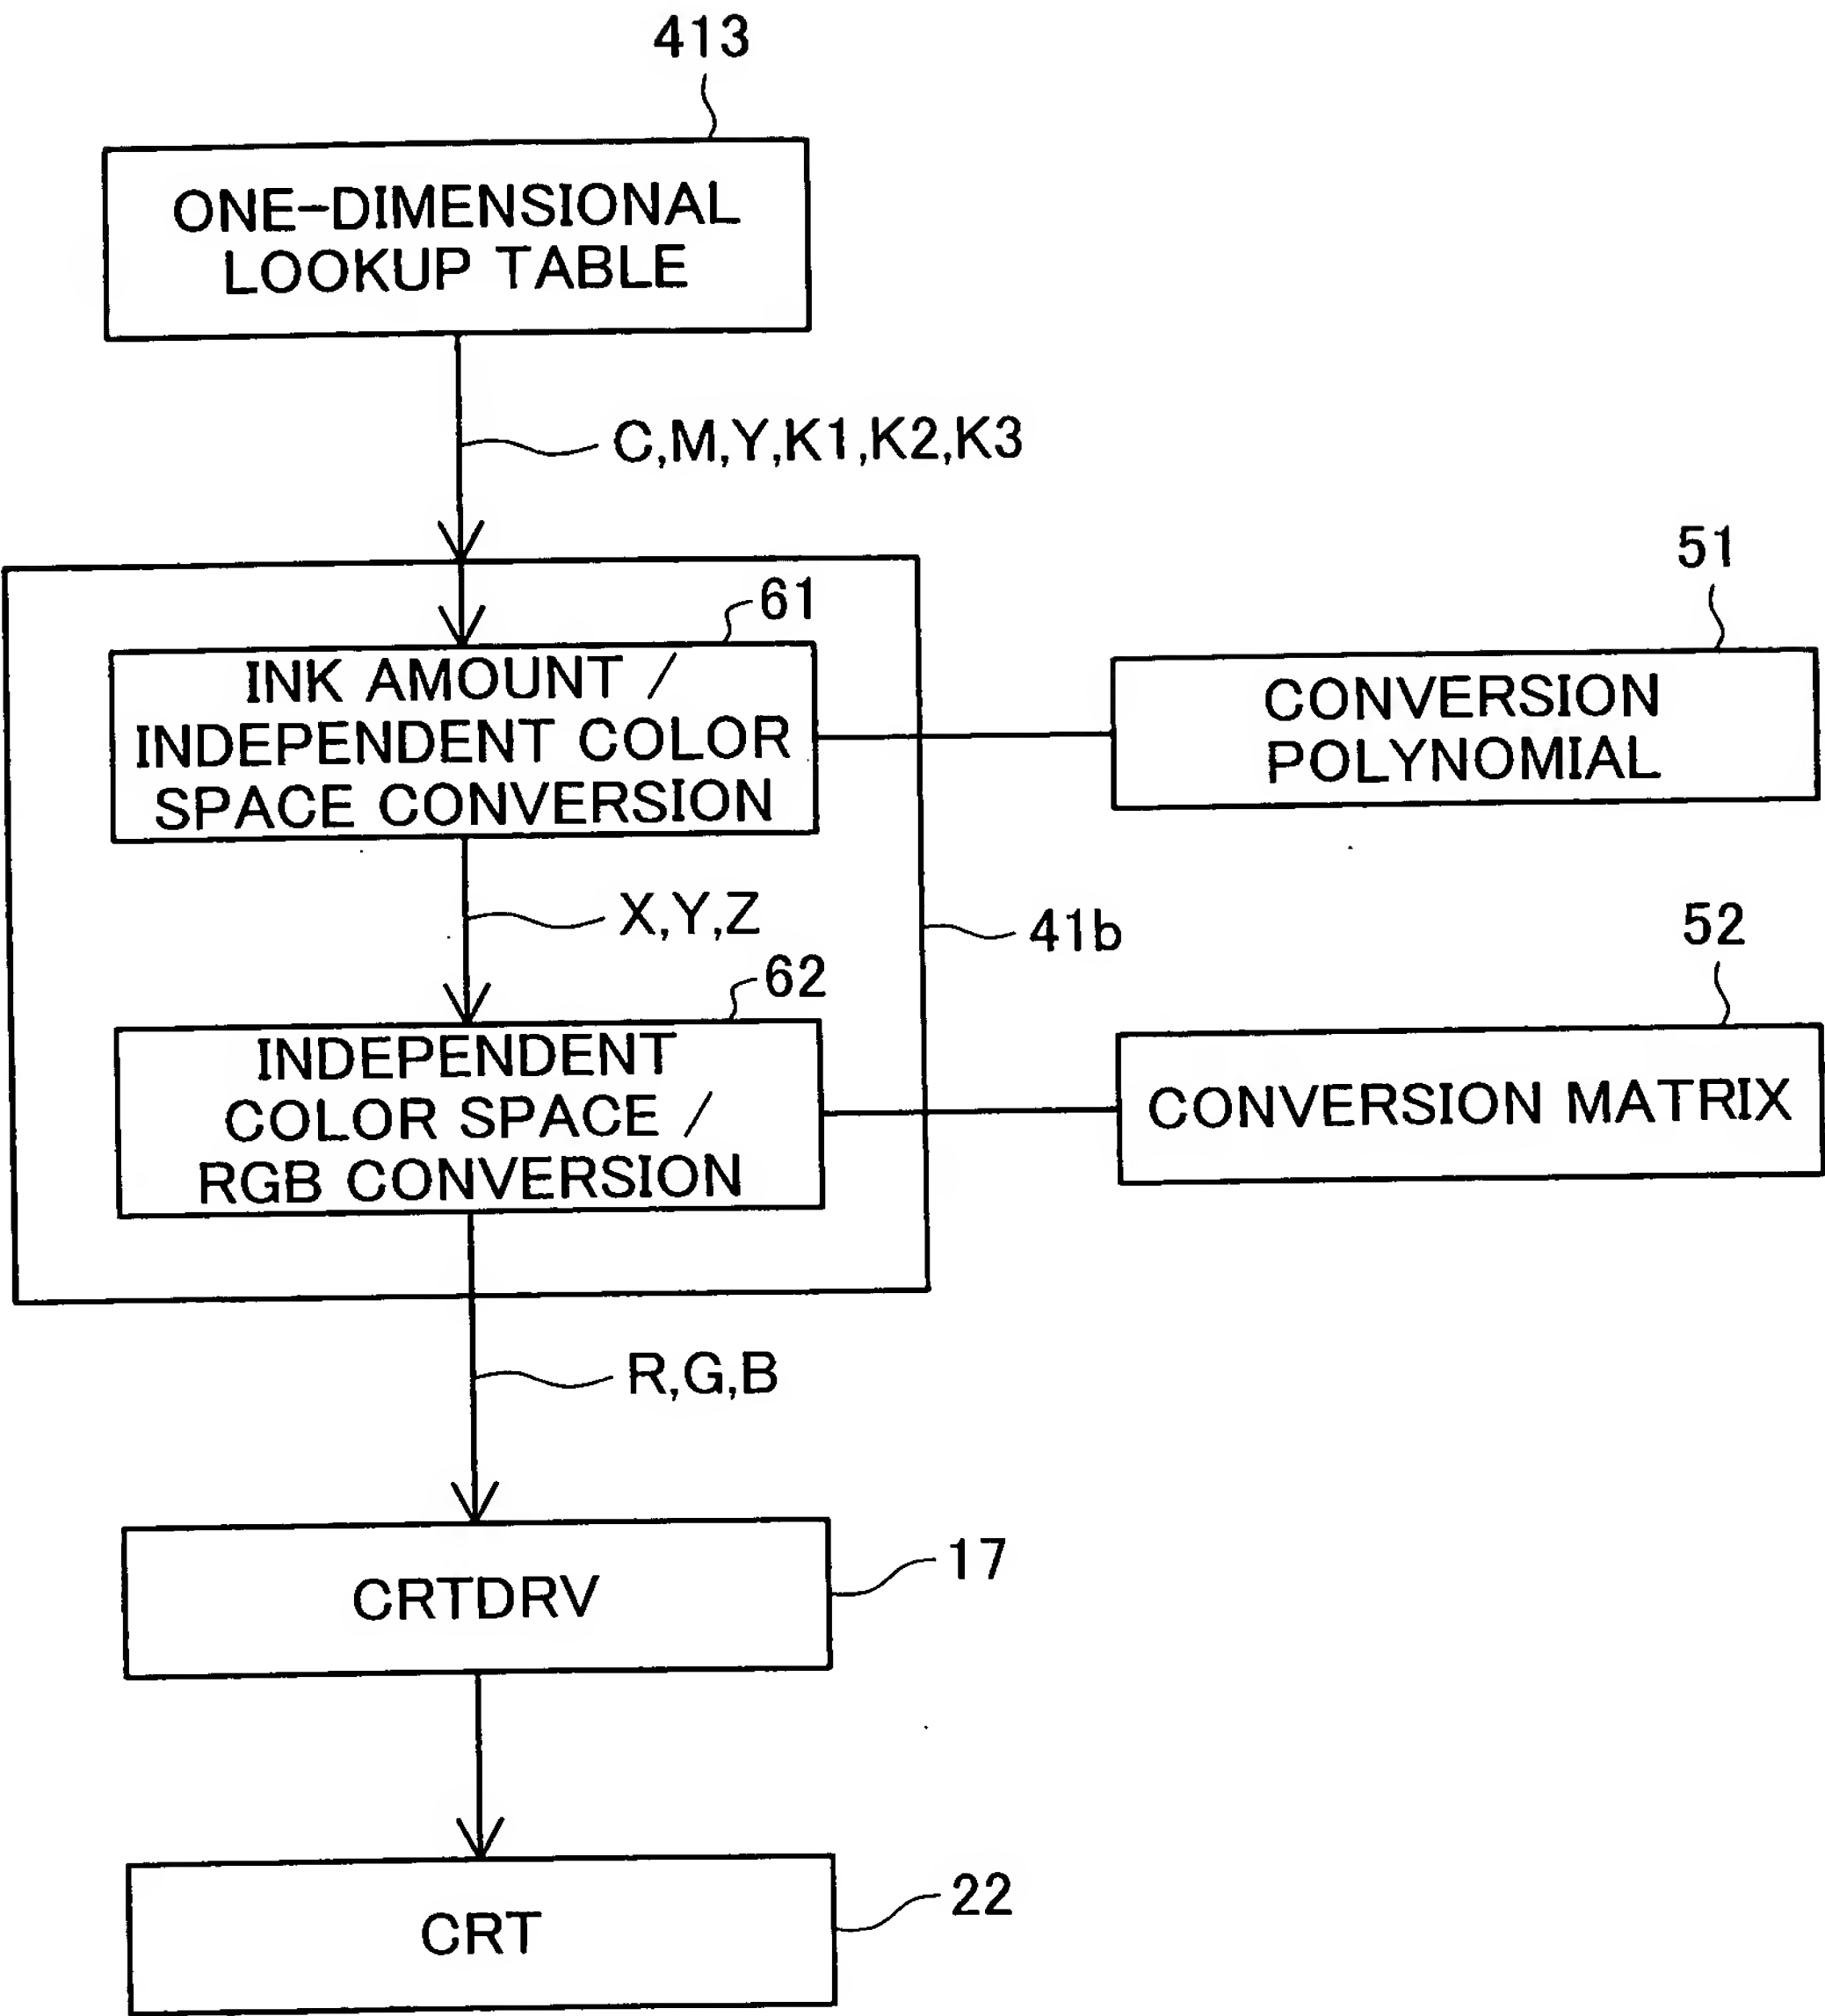 413
ONE-DIMENSIONAL
LOOKUP TABLE
C,M,Y,K1,K2,K3
61
51
INK AMOUNT /
INDEPENDENT COLOR
SPACE CONVERSION
CONVERSION
POLYNOMIAL
X,Y,Z
41b
62
52
INDEPENDENT
COLOR SPACE /
RGB CONVERSION
CONVERSION MATRIX
R,G,B
CRTDRV
17
CRT
22